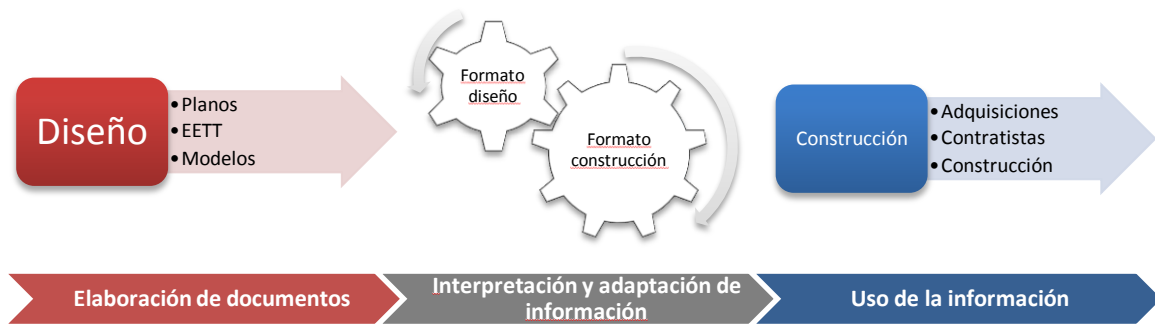 Diseño
•Planos
•EETT
•Modelos
Formato
diseño
Formato
construcción
Construcción
•Adquisiciones
•Contratistas
•Construcción
Elaboración de documentos
Interpretación y adaptación de
información
Uso de la información